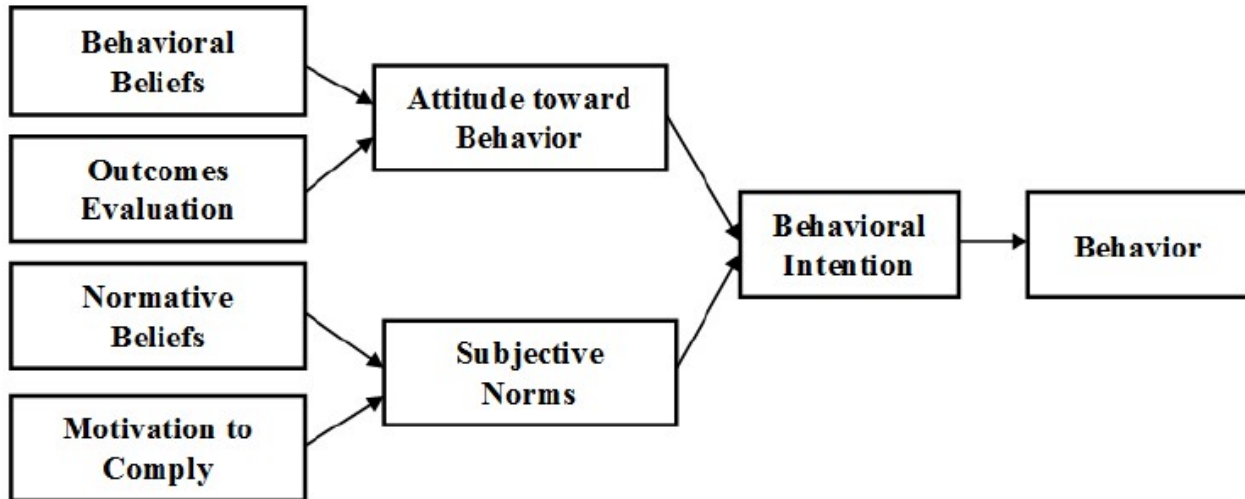 Behavioral
Beliefs
Outcomes
Evaluation
Normative
Beliefs
Motivation to
Comply
Attitude toward
Behavior
Subjective
Norms
Behavioral
Intention
Behavior